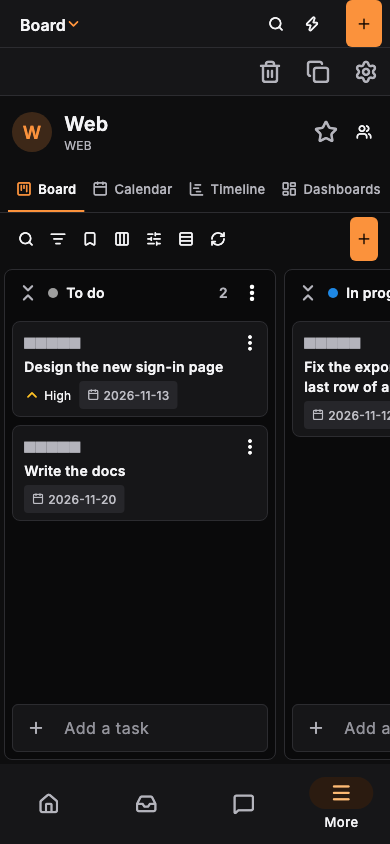 Board
W
Web
WEB
Board
Calendar
Timeline
Dashboards
To do
2
Design the new sign-in page
High
2026-11-13
Write the docs
2026-11-20
Add a task
In prog
Fix the expo
last row of a
2026-11-12
Add a
More